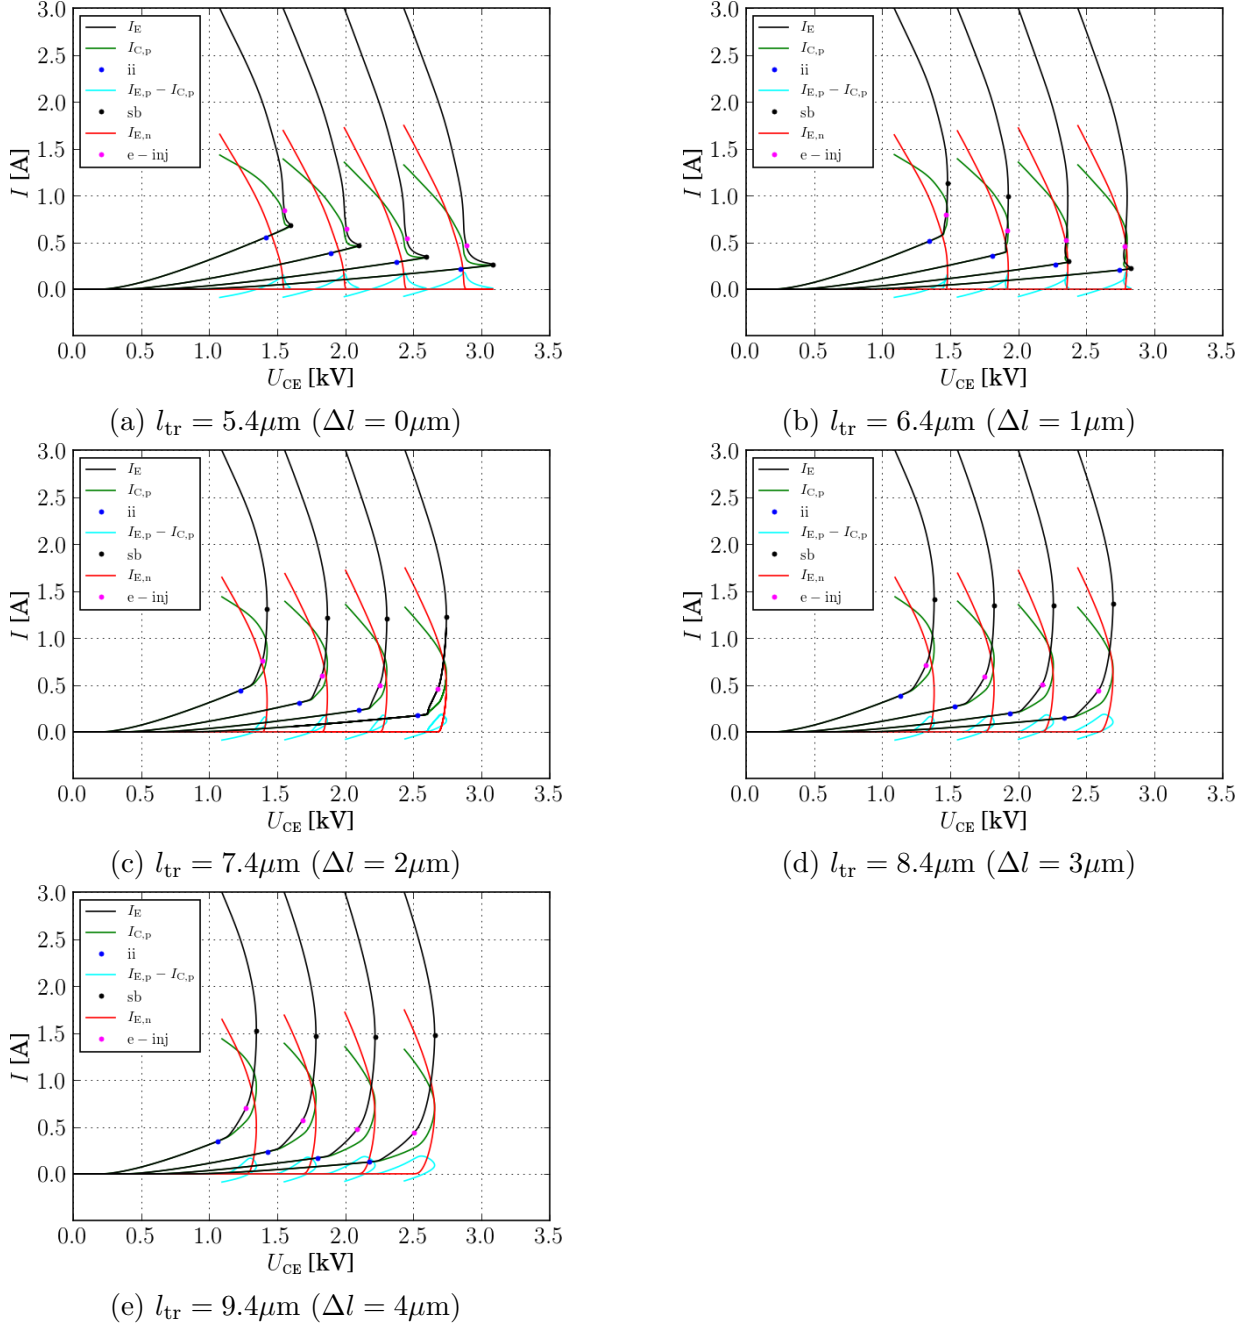 3.0
2.5
2.0
1.5
1.0
0.5
0.0
I [A]
I_E
I_C,p
ii
I_E,p − I_C,p
sb
I_E,n
e − inj
0.0 0.5 1.0 1.5 2.0 2.5 3.0 3.5
U_CE [kV]
(a) l_tr = 5.4μm (Δl = 0μm)
3.0
2.5
2.0
1.5
1.0
0.5
0.0
I [A]
I_E
I_C,p
ii
I_E,p − I_C,p
sb
I_E,n
e − inj
0.0 0.5 1.0 1.5 2.0 2.5 3.0 3.5
U_CE [kV]
(b) l_tr = 6.4μm (Δl = 1μm)
3.0
2.5
2.0
1.5
1.0
0.5
0.0
I [A]
I_E
I_C,p
ii
I_E,p − I_C,p
sb
I_E,n
e − inj
0.0 0.5 1.0 1.5 2.0 2.5 3.0 3.5
U_CE [kV]
(c) l_tr = 7.4μm (Δl = 2μm)
3.0
2.5
2.0
1.5
1.0
0.5
0.0
I [A]
I_E
I_C,p
ii
I_E,p − I_C,p
sb
I_E,n
e − inj
0.0 0.5 1.0 1.5 2.0 2.5 3.0 3.5
U_CE [kV]
(d) l_tr = 8.4μm (Δl = 3μm)
3.0
2.5
2.0
1.5
1.0
0.5
0.0
I [A]
I_E
I_C,p
ii
I_E,p − I_C,p
sb
I_E,n
e − inj
0.0 0.5 1.0 1.5 2.0 2.5 3.0 3.5
U_CE [kV]
(e) l_tr = 9.4μm (Δl = 4μm)